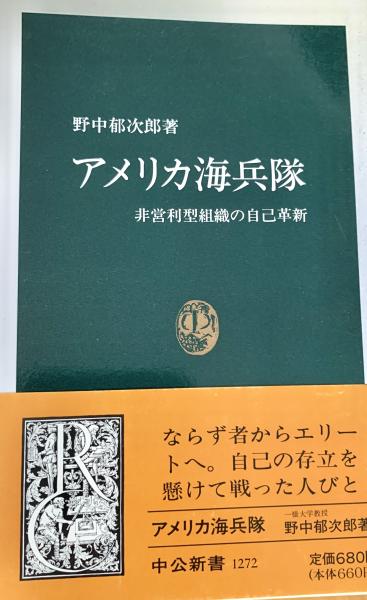 野中郁次郎著
アメリカ海兵隊
非営利型組織の自己革新
ならず者からエリー
トへ。自己の存立を
懸けて戦った人びと
一橋大学教授
アメリカ海兵隊 野中郁次郎著
中公新書 1272
定価680円
(本体660円